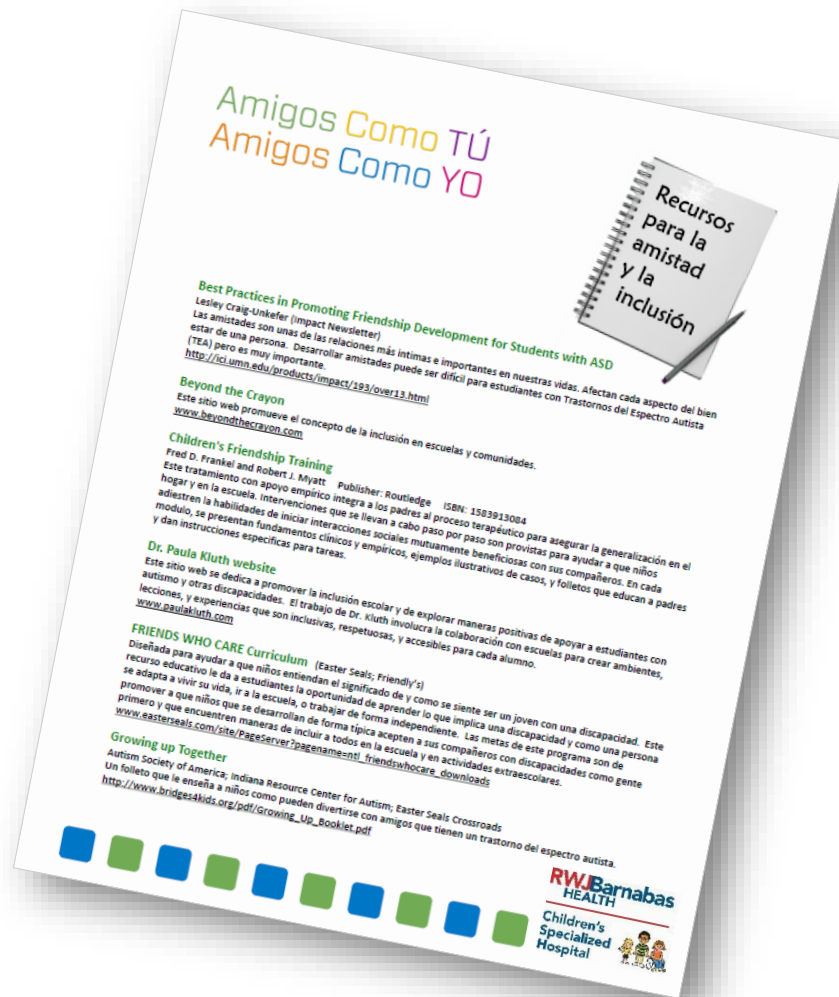 Amigos Como TÚ
Amigos Como YO
Recursos
para la
amistad
y la
inclusión
Best Practices in Promoting Friendship Development for Students with ASD
Lesley Craig-Unkefer (Impact Newsletter)
Las amistades son unas de las relaciones más intimas e importantes en nuestras vidas. Afectan cada aspecto del bien
estar de una persona. Desarrollar amistades puede ser difícil para estudiantes con Trastornos del Espectro Autista
(TEA) pero es muy importante.
http://ici.umn.edu/products/impact/193/over13.html
Beyond the Crayon
Este sitio web promueve el concepto de la inclusión en escuelas y comunidades.
www.beyondthecrayon.com
Children's Friendship Training
Fred D. Frankel and Robert J. Myatt Publisher: Routledge ISBN: 1583913084
Este tratamiento con apoyo empírico integra a los padres al proceso terapéutico para asegurar la generalización en el
hogar y en la escuela. Intervenciones que se llevan a cabo paso por paso son provistas para ayudar a que niños
adiestren la habilidades de iniciar interacciones sociales mutuamente beneficiosas con sus compañeros. En cada
modulo, se presentan fundamentos clínicos y empíricos, ejemplos ilustrativos de casos, y folletos que educan a padres
y dan instrucciones especificas para tareas.
Dr. Paula Kluth website
Este sitio web se dedica a promover la inclusión escolar y de explorar maneras positivas de apoyar a estudiantes con
autismo y otras discapacidades. El trabajo de Dr. Kluth involucra la colaboración con escuelas para crear ambientes,
lecciones, y experiencias que son inclusivas, respetuosas, y accesibles para cada alumno.
www.paulakluth.com
FRIENDS WHO CARE Curriculum (Easter Seals; Friendly's)
Diseñada para ayudar a que niños entiendan el significado de y como se siente ser un joven con una discapacidad. Este
recurso educativo le da a estudiantes la oportunidad de aprender lo que implica una discapacidad y como una persona
se adapta a vivir su vida, ir a la escuela, o trabajar de forma independiente. Las metas de este programa son de
promover a que niños que se desarrollan de forma típica acepten a sus compañeros con discapacidades como gente
primero y que encuentren maneras de incluir a todos en la escuela y en actividades extraescolares.
www.easterseals.com/site/PageServer?pagename=ntl_friendswhocare_downloads
Growing up Together
Autism Society of America; Indiana Resource Center for Autism; Easter Seals Crossroads
Un folleto que le enseña a niños como pueden divertirse con amigos que tienen un trastorno del espectro autista.
http://www.bridges4kids.org/pdf/Growing_Up_Booklet.pdf
RWJBarnabas
HEALTH
Children's
Specialized
Hospital